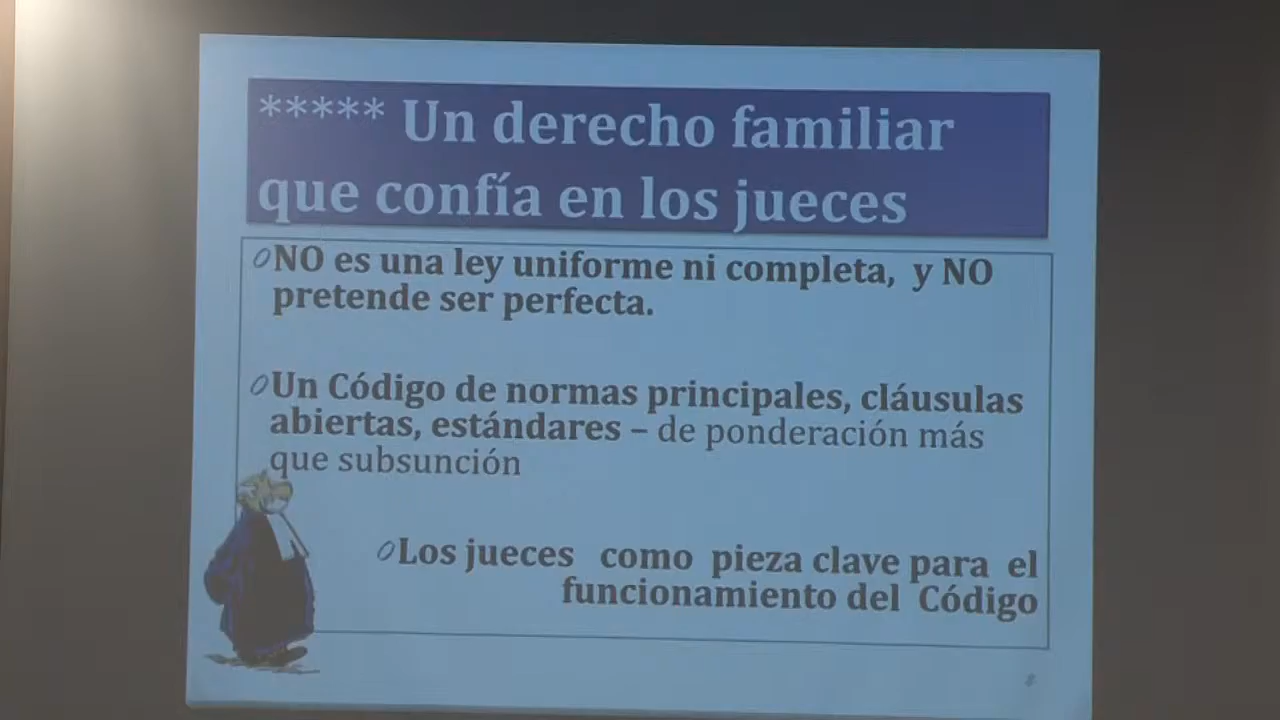 ***** Un derecho familiar
que confía en los jueces
NO es una ley uniforme ni completa, y NO
pretende ser perfecta.
Un Código de normas principales, cláusulas
abiertas, estándares – de ponderación más
que subsunción
Los jueces como pieza clave para el
funcionamiento del Código
8